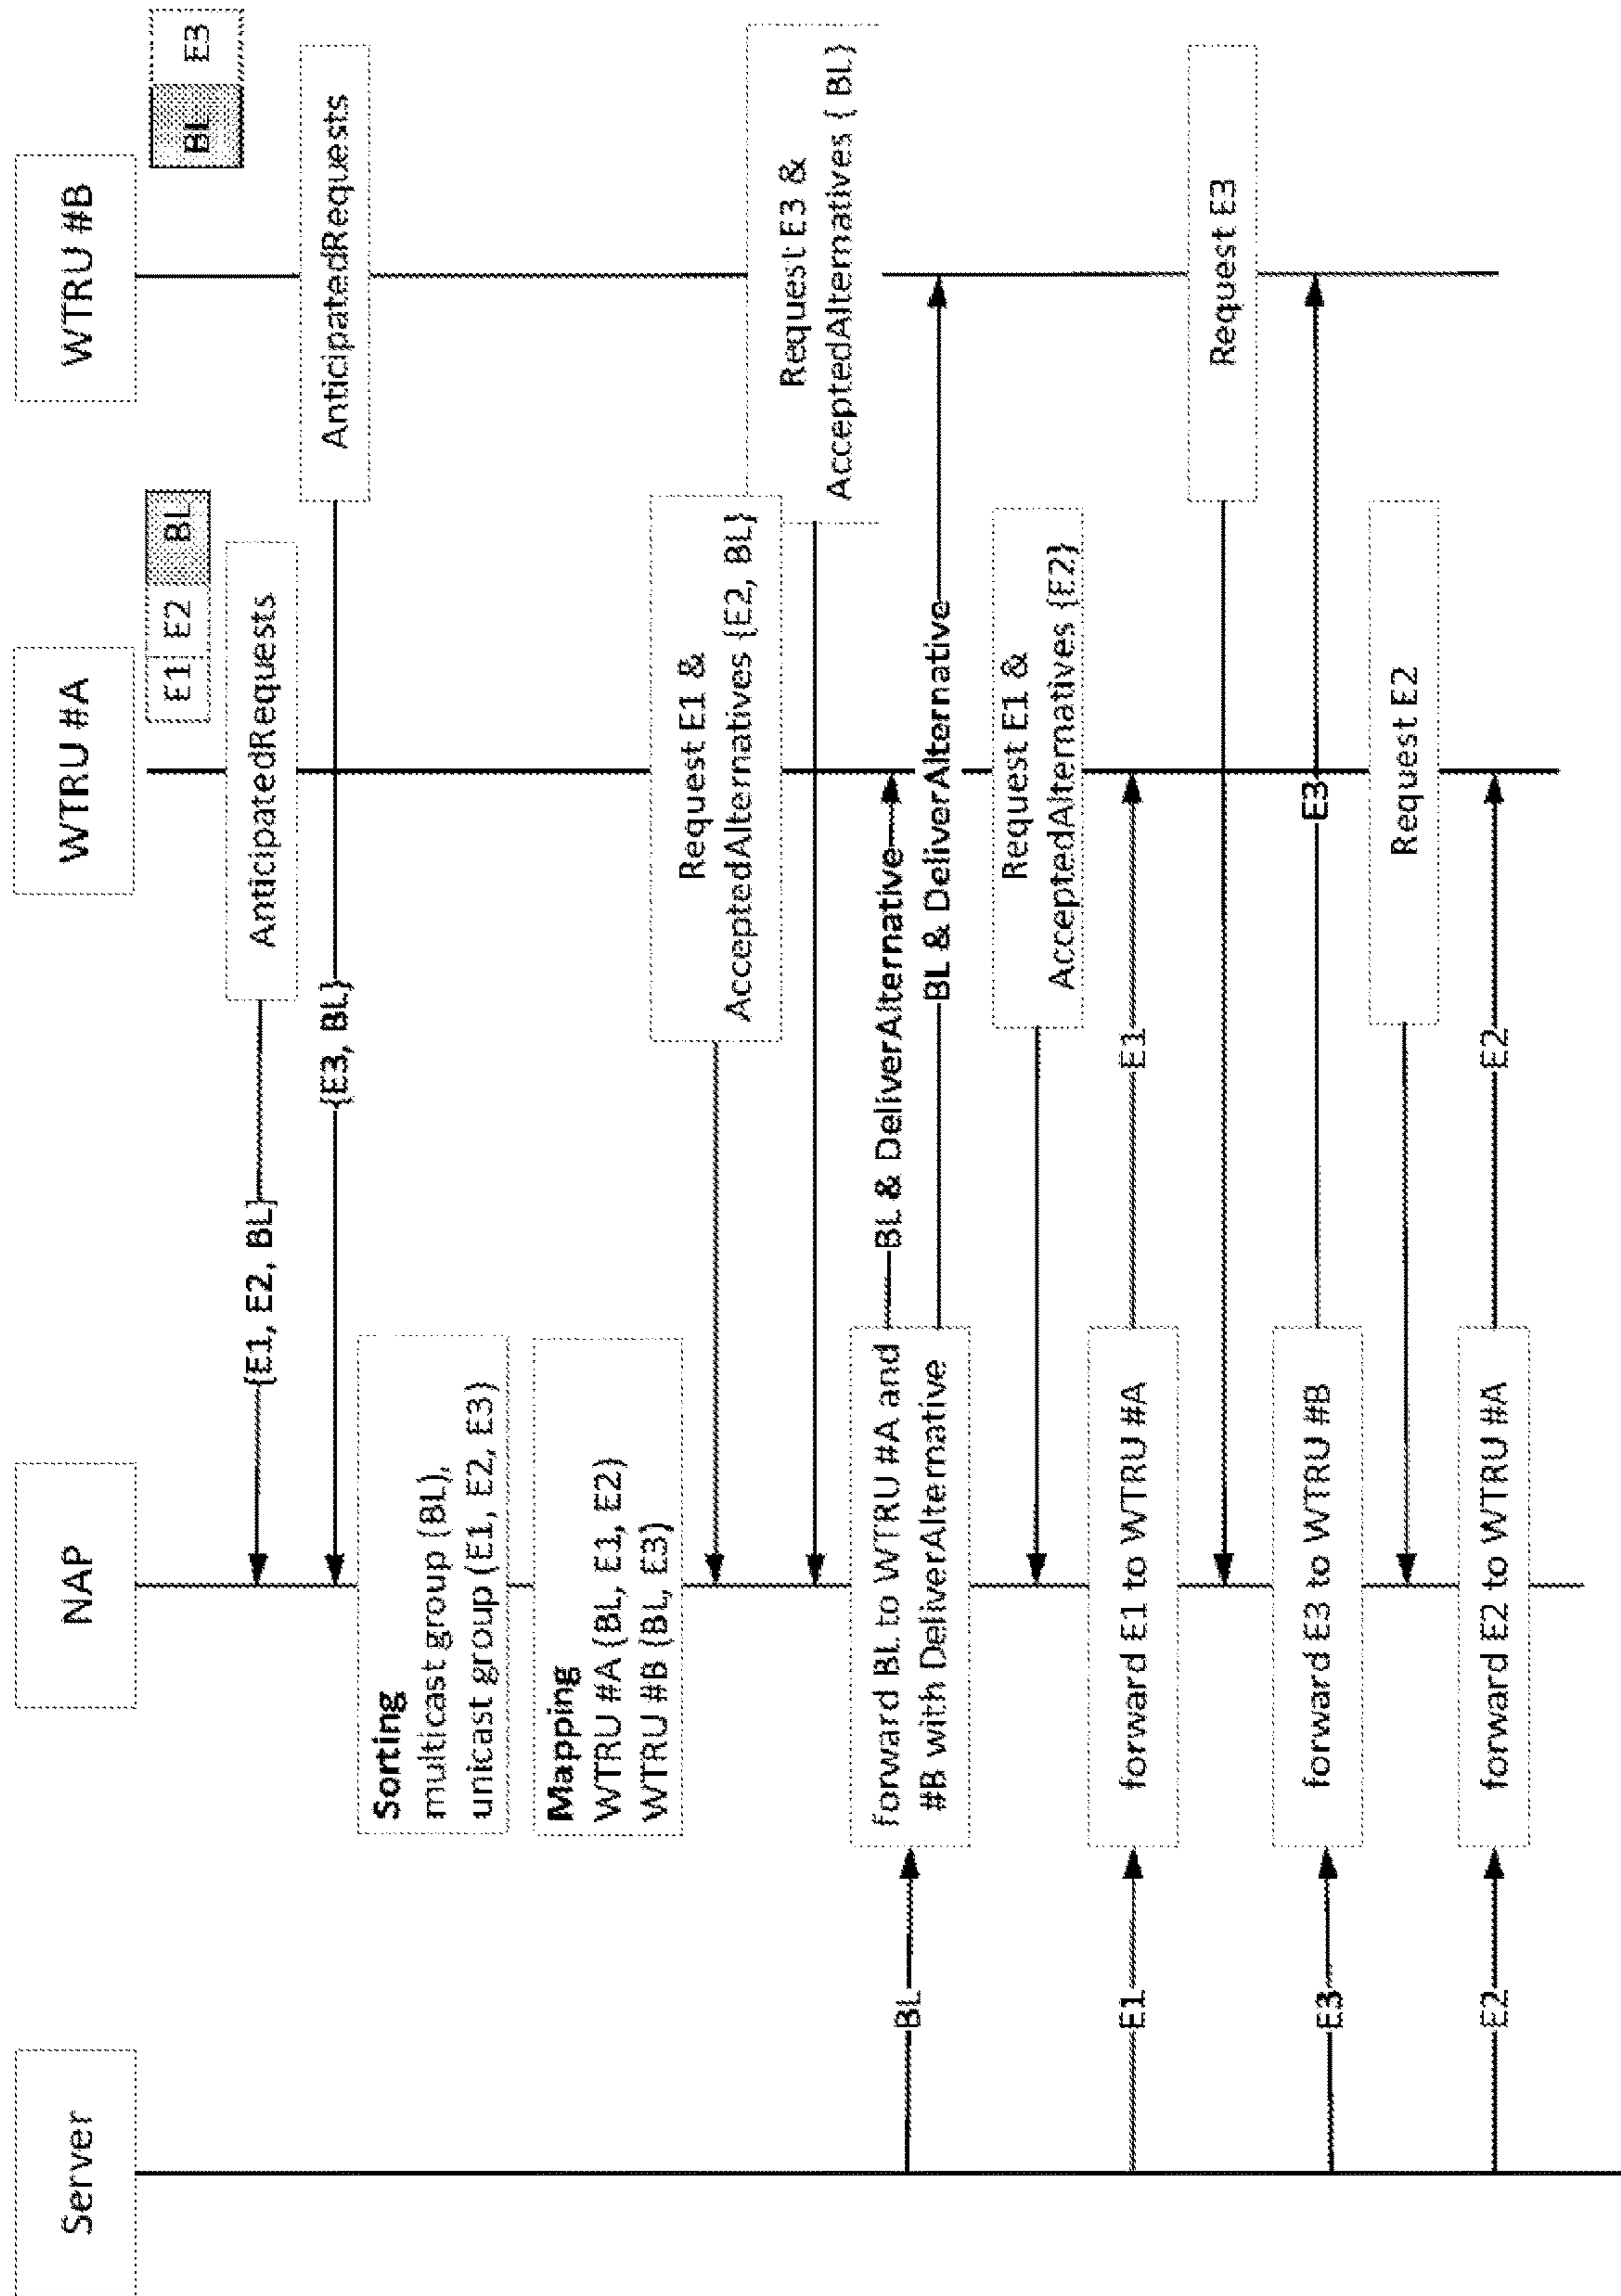 Server
NAP
WTRU #A
WTRU #B
E1 E2 BL
BL E3
AnticipatedRequests
{E1, E2, BL}
AnticipatedRequests
{E3, BL}
Sorting
multicast group (BL),
unicast group (E1, E2, E3)
Mapping
WTRU #A (BL, E1, E2)
WTRU #B (BL, E3)
Request E1 &
AcceptedAlternatives {E2, BL}
Request E3 &
AcceptedAlternatives { BL}
BL
forward BL to WTRU #A and
#B with DeliverAlternative
BL & DeliverAlternative
BL & DeliverAlternative
Request E1 &
AcceptedAlternatives {E2}
E1
forward E1 to WTRU #A
E1
Request E3
E3
forward E3 to WTRU #B
E3
Request E2
E2
forward E2 to WTRU #A
E2